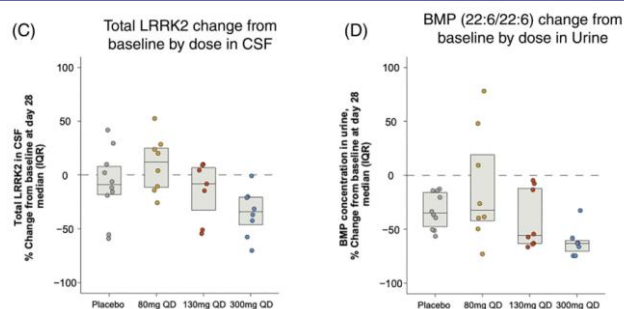 (C)
Total LRRK2 change from
baseline by dose in CSF
Total LRRK2 in CSF
% Change from baseline at day 28
median (IQR)
100
50
0
−50
−100
Placebo 80mg QD 130mg QD 300mg QD
(D)
BMP (22:6/22:6) change from
baseline by dose in Urine
BMP concentration in urine,
% Change from baseline at day 28
median (IQR)
100
50
0
−50
−100
Placebo 80mg QD 130mg QD 300mg QD